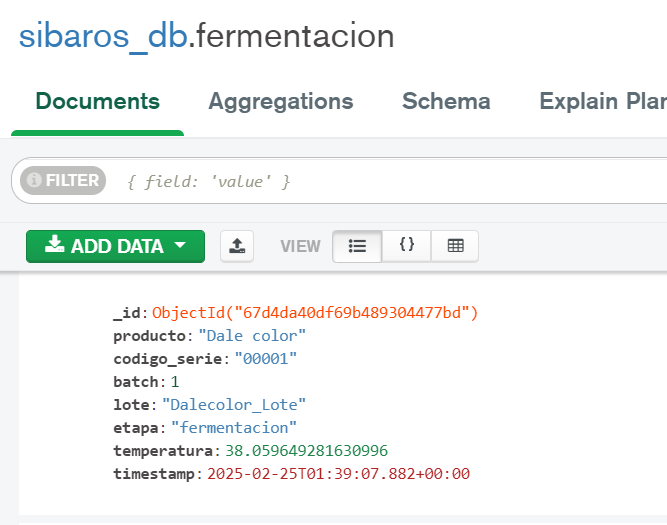 sibaros_db.fermentacion
Documents Aggregations Schema Explain Plar
FILTER { field: 'value' }
ADD DATA VIEW {}
_id: ObjectId("67d4da40df69b489304477bd")
producto: "Dale color"
codigo_serie: "00001"
batch: 1
lote: "Dalecolor_Lote"
etapa: "fermentacion"
temperatura: 38.059649281630996
timestamp: 2025-02-25T01:39:07.882+00:00